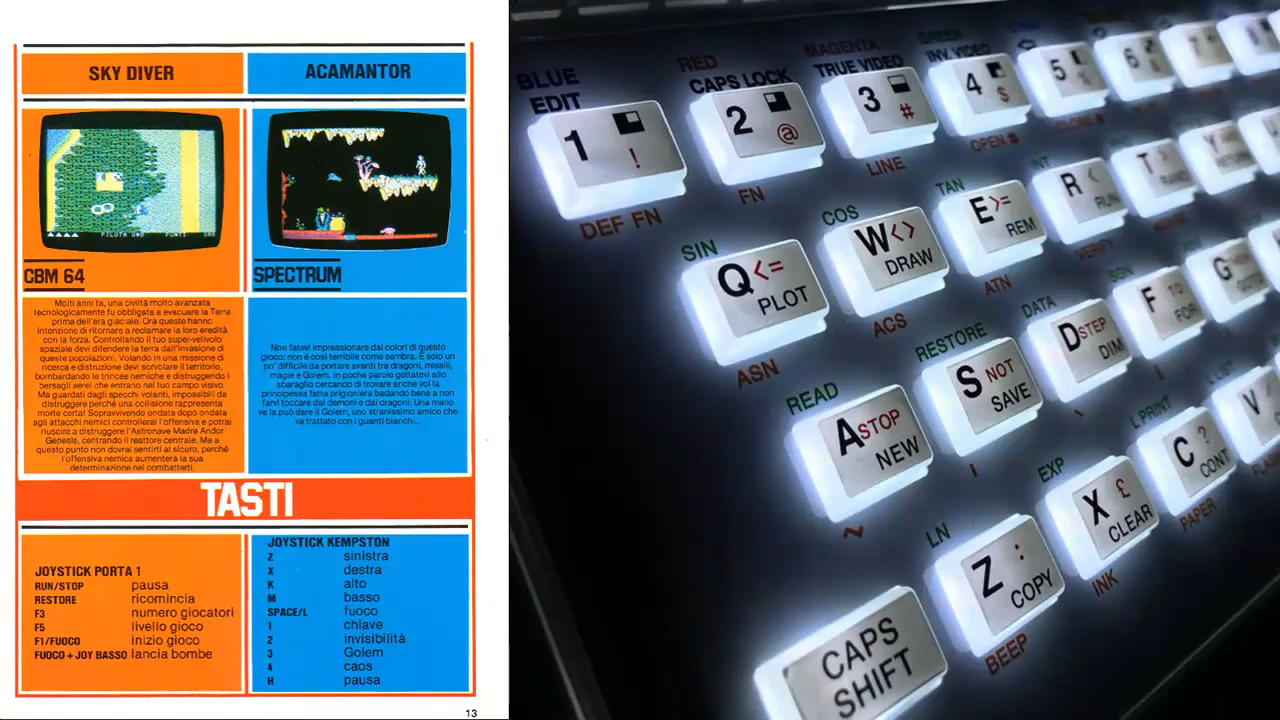 SKY DIVER
ACAMANTOR
PILOTA UNO PUNTI:
CBM 64
SPECTRUM
Molti anni fa, una civiltà molto avanzata
tecnologicamente fu obbligata a evacuare la Terra
prima dell'era glaciale. Ora queste hanno
intenzione di ritornare a reclamare la loro eredità
con la forza. Controllando il tuo super-velivolo
spaziale devi difendere la terra dall'invasione di
queste popolazioni. Volando in una missione di
ricerca e distruzione devi sorvolare il territorio,
bombardando le trincee nemiche e distruggendo i
bersagli aerei che entrano nel tuo campo visivo.
Ma guardati dagli specchi volanti, impossibili da
distruggere perché una collisione rappresenta
morte certa! Sopravvivendo ondata dopo ondata
agli attacchi nemici controllerai l'offensiva e potrai
riuscire a distruggere l'Astronave Madre Andor
Genesis, centrando il reattore centrale. Ma a
questo punto non dovrai sentirti al sicuro, perché
l'offensiva nemica aumenterà la sua
determinazione nel combatterti.
Non fatevi impressionare dai colori di questo
gioco: non è così terribile come sembra. È solo un
po' difficile da portare avanti tra dragoni, missili,
magie e Golem. In poche parole gettatevi allo
sbaraglio cercando di trovare anche voi la
principessa fatta prigioniera badando bene a non
farvi toccare dai demoni e dai dragoni. Una mano
ve la può dare il Golem, uno stranissimo amico che
va trattato con i guanti bianchi...
TASTI
JOYSTICK PORTA 1
RUN/STOP pausa
RESTORE ricomincia
F3 numero giocatori
F5 livello gioco
F1/FUOCO inizio gioco
FUOCO + JOY BASSO lancia bombe
JOYSTICK KEMPSTON
Z sinistra
X destra
K alto
M basso
SPACE/L fuoco
1 chiave
2 invisibilità
3 Golem
4 caos
H pausa
13
BLUE RED MAGENTA GREEN
EDIT CAPS LOCK TRUE VIDEO INV. VIDEO
1 ! 2 @ 3 # 4 $ 5 6
DEF FN FN LINE OPEN #
SIN COS TAN INT
Q <= PLOT W <> DRAW E >= REM R < RUN T > RAND Y
ASN ACS ATN VERIFY
READ RESTORE DATA SGN
A STOP NEW S NOT SAVE D STEP DIM F TO FOR G
~ | \
LN EXP L PRINT
Z : COPY X £ CLEAR C ? CONT V
BEEP INK PAPER
CAPS
SHIFT